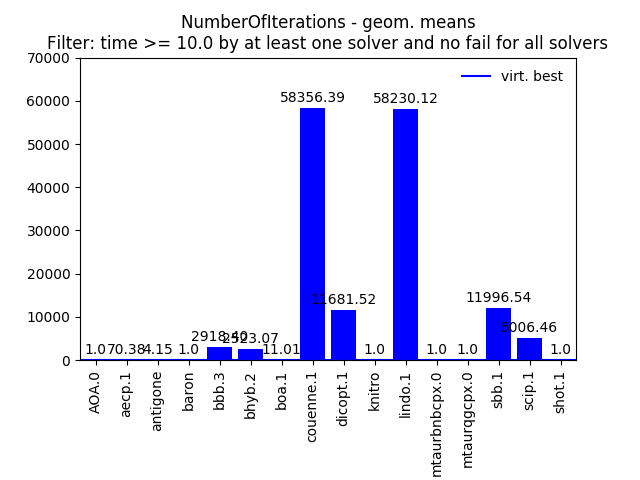 NumberOfIterations - geom. means
Filter: time >= 10.0 by at least one solver and no fail for all solvers
virt. best
70000
60000
50000
40000
30000
20000
10000
0
1.0
70.38
4.15
1.0
2918.40
2523.07
11.01
58356.39
11681.52
1.0
58230.12
1.0
1.0
11996.54
5006.46
1.0
AOA.0
aecp.1
antigone
baron
bbb.3
bhyb.2
boa.1
couenne.1
dicopt.1
knitro
lindo.1
mtaurbnbcpx.0
mtaurqgcpx.0
sbb.1
scip.1
shot.1